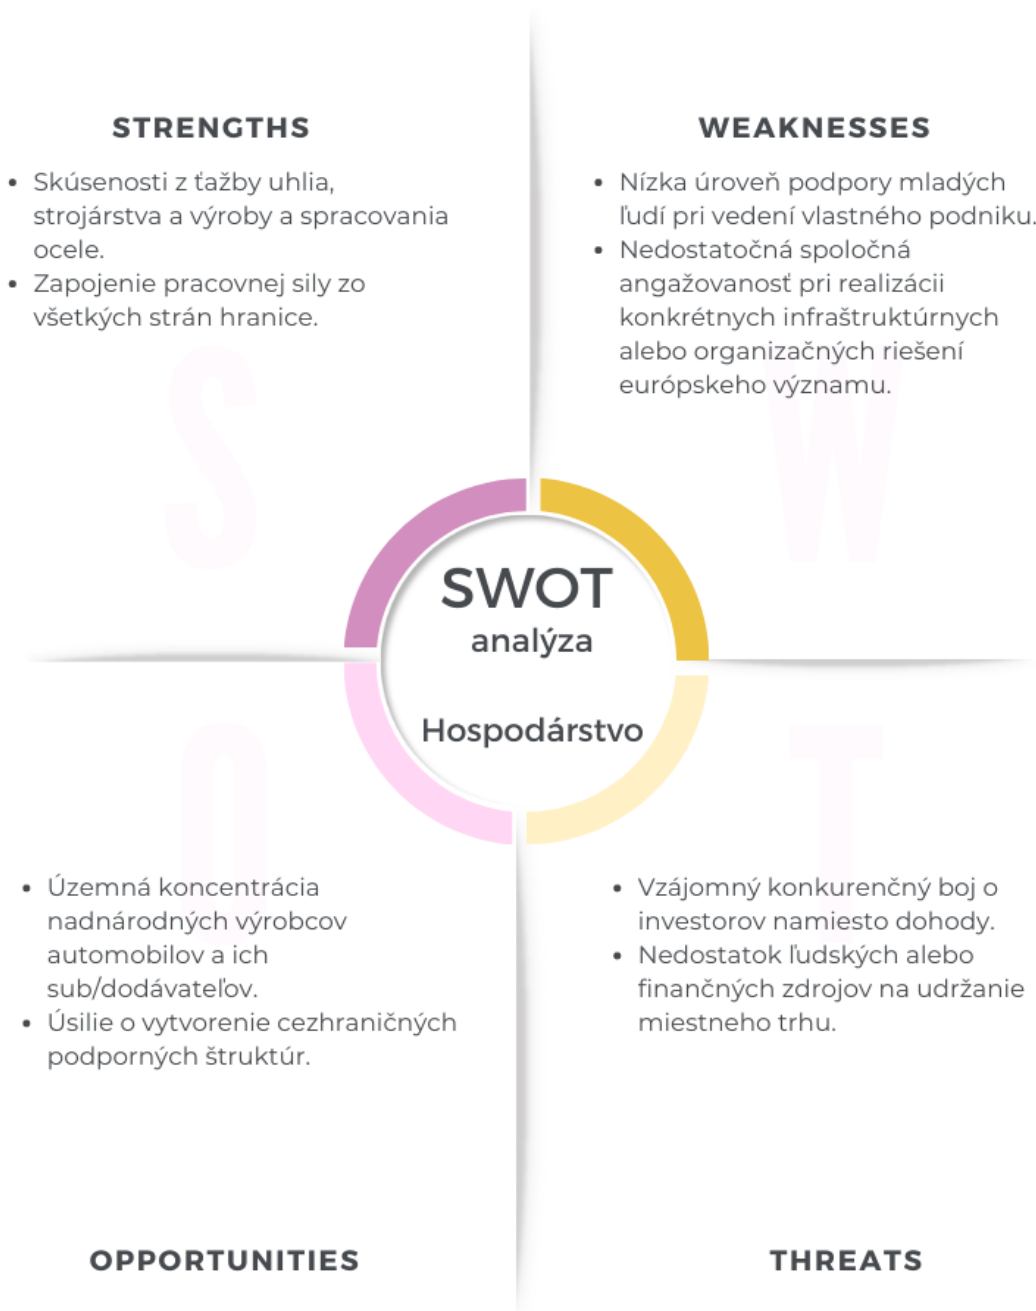 STRENGTHS
• Skúsenosti z ťažby uhlia,
strojárstva a výroby a spracovania
ocele.
• Zapojenie pracovnej sily zo
všetkých strán hranice.
S
WEAKNESSES
• Nízka úroveň podpory mladých
ľudí pri vedení vlastného podniku.
• Nedostatočná spoločná
angažovanosť pri realizácii
konkrétnych infraštruktúrnych
alebo organizačných riešení
európskeho významu.
W
SWOT
analýza
Hospodárstvo
O
• Územná koncentrácia
nadnárodných výrobcov
automobilov a ich
sub/dodávateľov.
• Úsilie o vytvorenie cezhraničných
podporných štruktúr.
OPPORTUNITIES
T
• Vzájomný konkurenčný boj o
investorov namiesto dohody.
• Nedostatok ľudských alebo
finančných zdrojov na udržanie
miestneho trhu.
THREATS